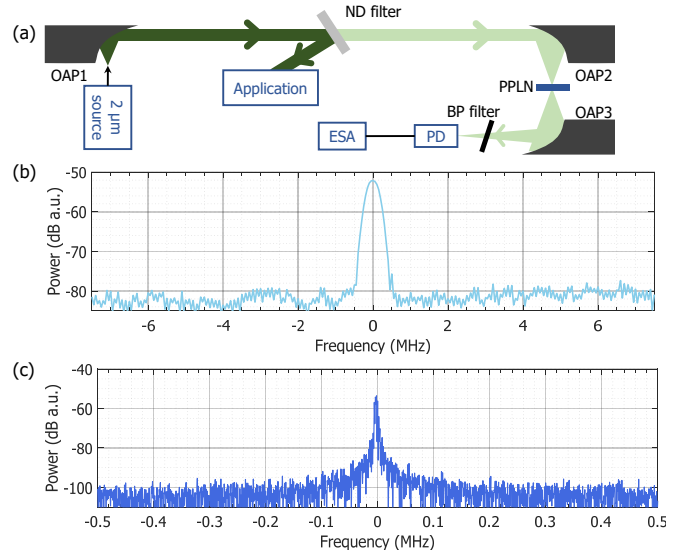 (a)
ND filter
OAP1
OAP2
Application
PPLN
2 µm
source
BP filter
OAP3
ESA
PD
(b)
-50
-60
-70
-80
Power (dB a.u.)
-6
-4
-2
0
2
4
6
Frequency (MHz)
(c)
-40
-60
-80
-100
Power (dB a.u.)
-0.5
-0.4
-0.3
-0.2
-0.1
0
0.1
0.2
0.3
0.4
0.5
Frequency (MHz)